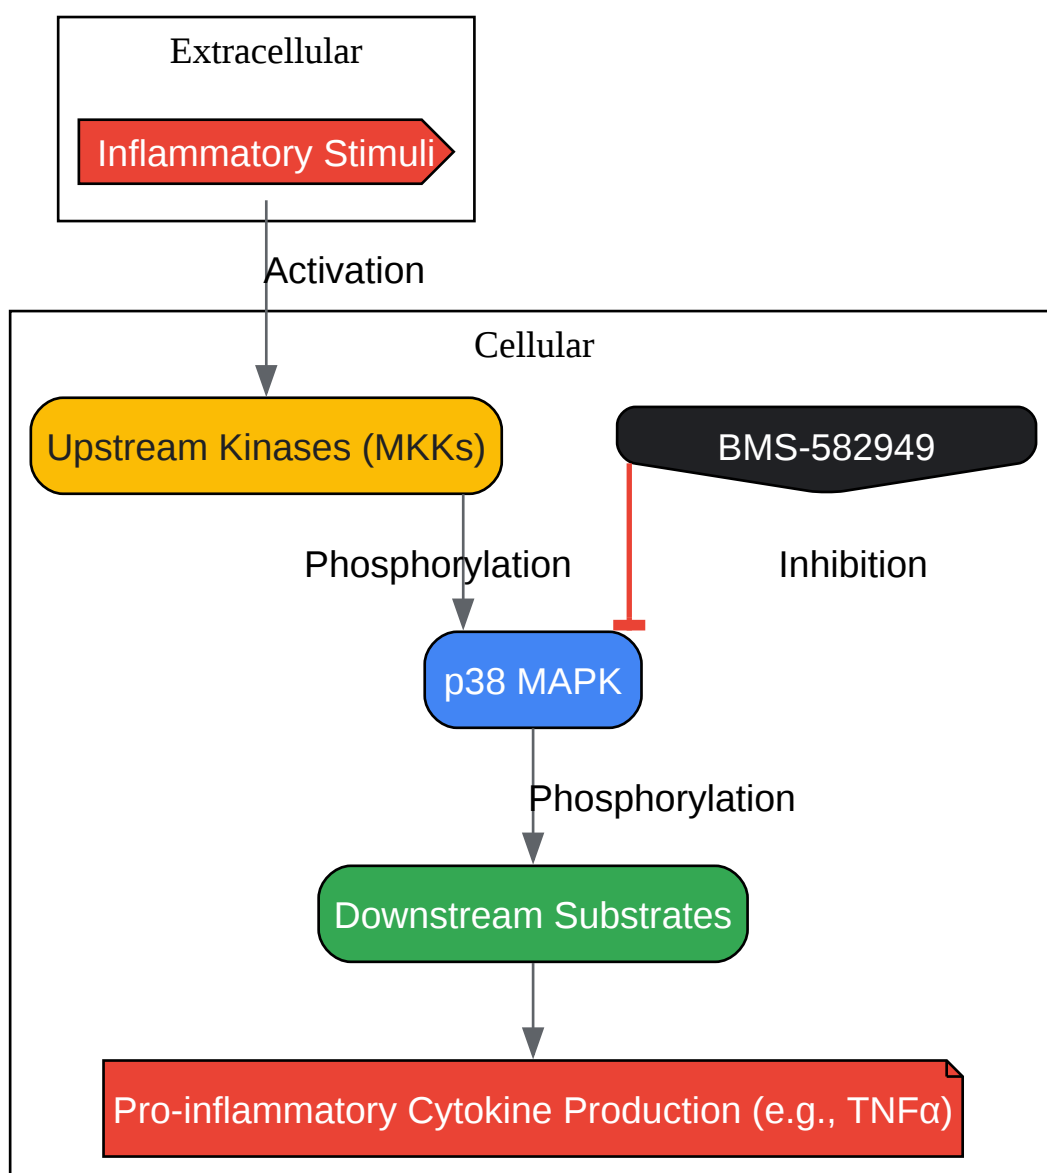 Extracellular
Inflammatory Stimuli
Activation
Cellular
Upstream Kinases (MKKs)
BMS-582949
Phosphorylation
Inhibition
p38 MAPK
Phosphorylation
Downstream Substrates
Pro-inflammatory Cytokine Production (e.g., TNFα)